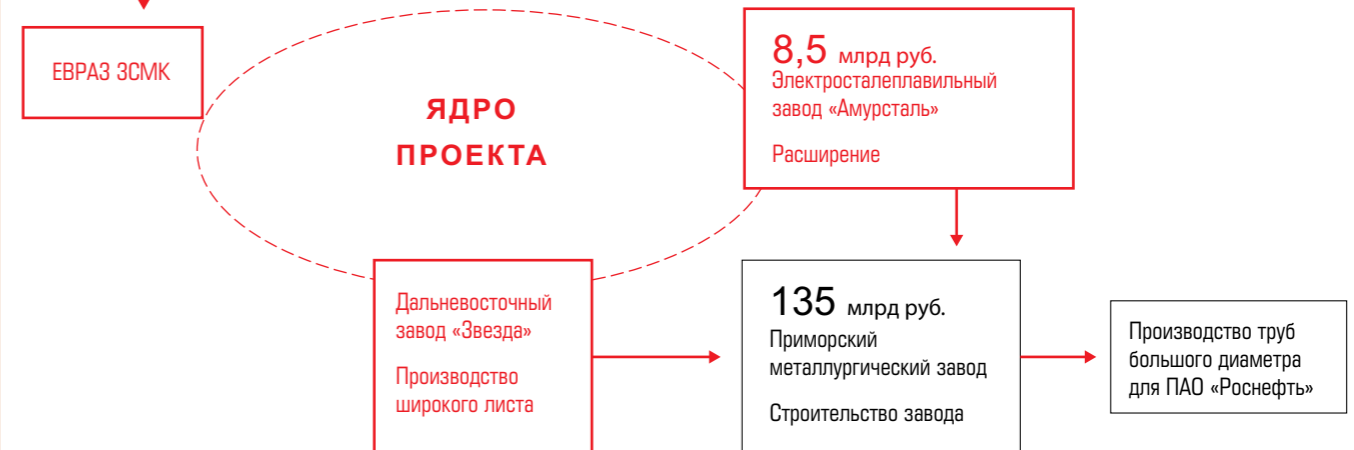 ЕВРАЗ ЗСМК
ЯДРО
ПРОЕКТА
8,5 млрд руб.
Электросталеплавильный
завод «Амурсталь»
Расширение
Дальневосточный
завод «Звезда»
Производство
широкого листа
135 млрд руб.
Приморский
металлургический завод
Строительство завода
Производство труб
большого диаметра
для ПАО «Роснефть»